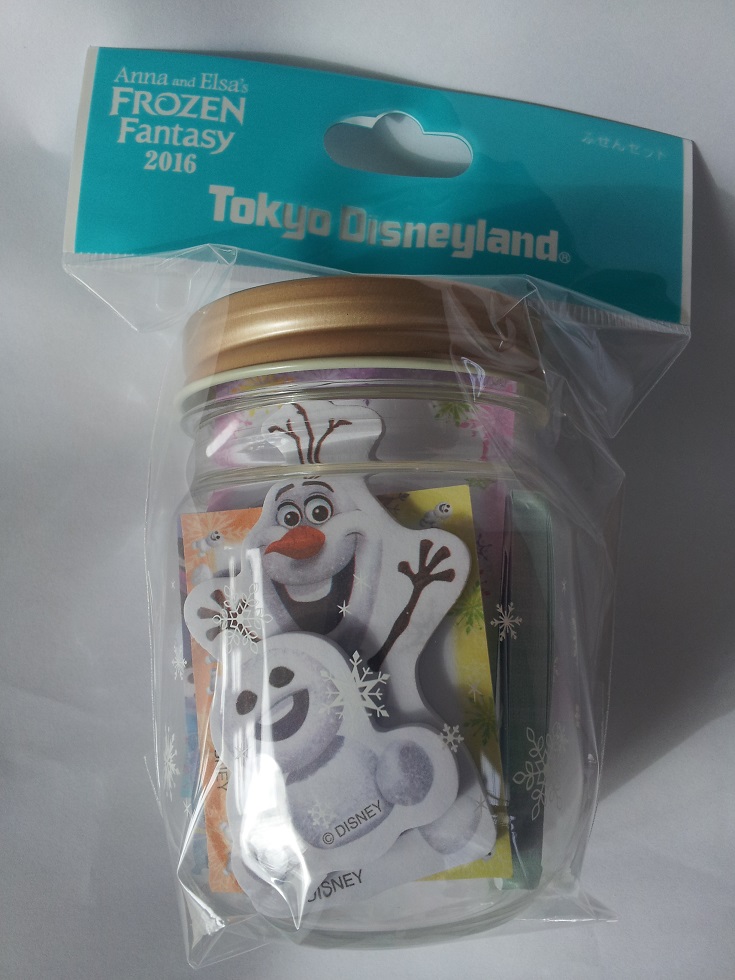 Anna and Elsa's
FROZEN
Fantasy
2016
ふせんセット
Tokyo Disneyland®
© DISNEY
DISNEY